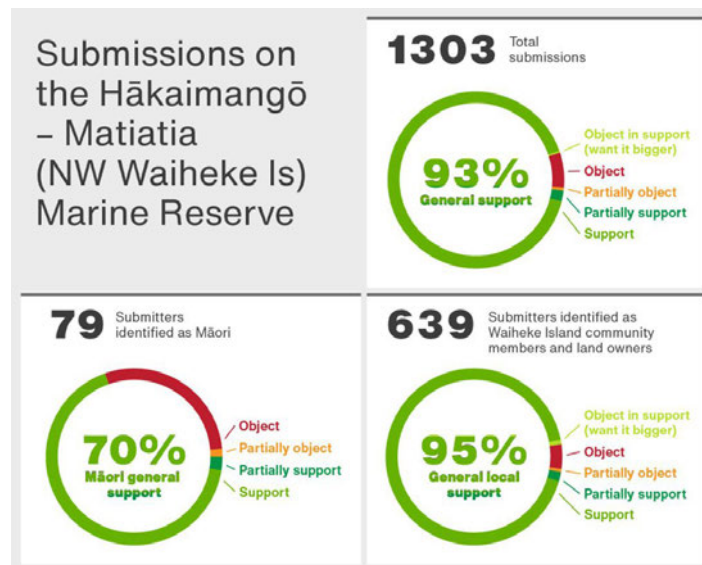 Submissions on
the Hākaimangō
– Matiatia
(NW Waiheke Is)
Marine Reserve
1303 Total
submissions
93%
General support
Object in support
(want it bigger)
Object
Partially object
Partially support
Support
79 Submitters
identified as Māori
70%
Māori general
support
Object
Partially object
Partially support
Support
639 Submitters identified as
Waiheke Island community
members and land owners
95%
General local
support
Object in support
(want it bigger)
Object
Partially object
Partially support
Support